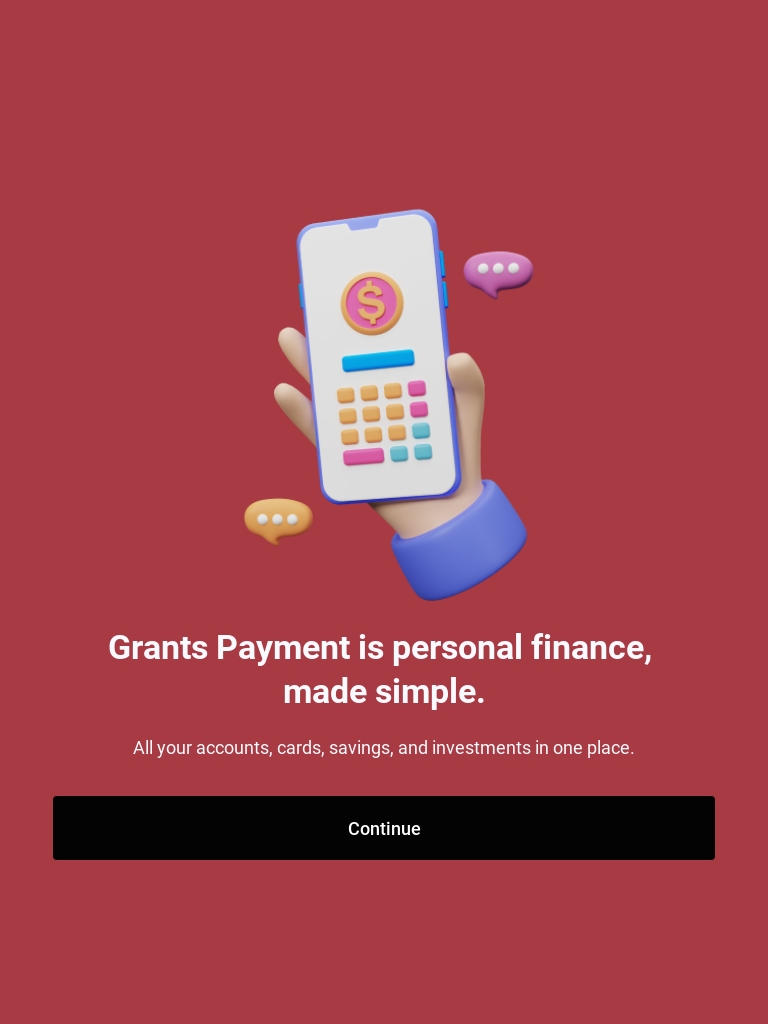 $
Grants Payment is personal finance,
made simple.
All your accounts, cards, savings, and investments in one place.
Continue